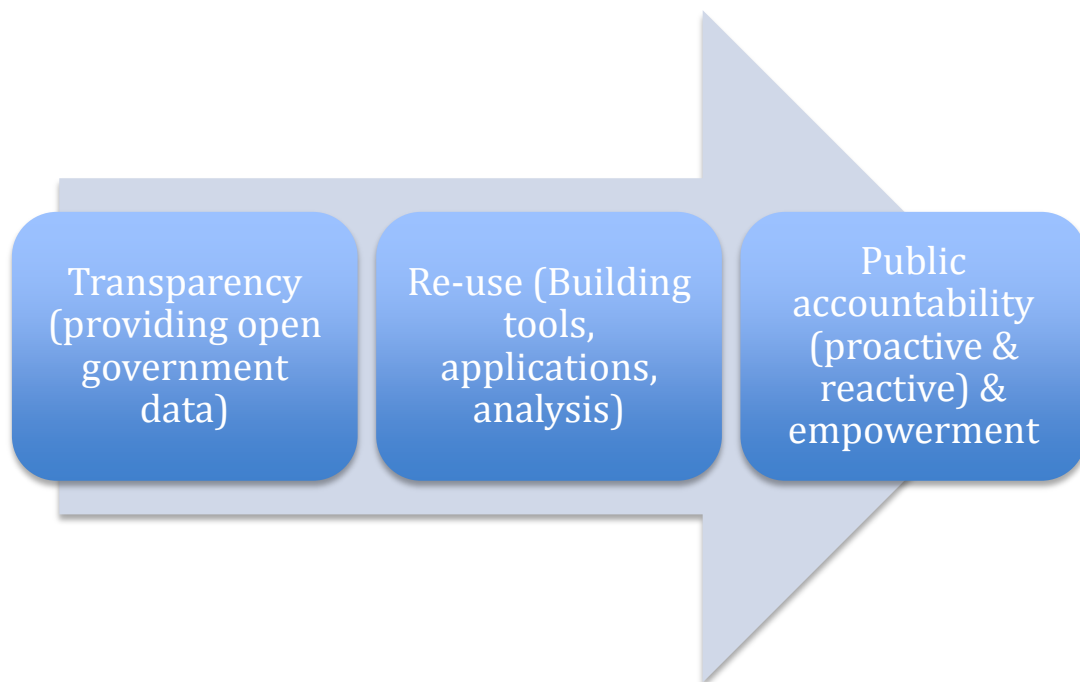 Transparency
(providing open
government
data)
Re-use (Building
tools,
applications,
analysis)
Public
accountability
(proactive &
reactive) &
empowerment